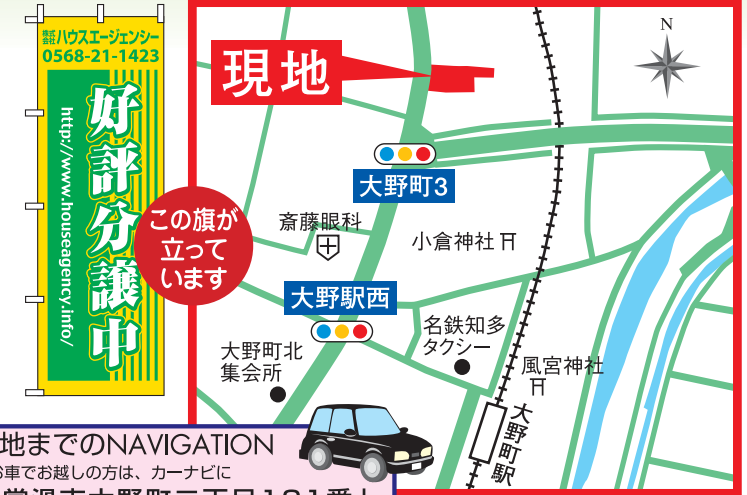 株式会社ハウスエージェンシー
0568-21-1423
好評分譲中
http://www.houseagency.info/
この旗が
立って
います
現地
N
大野町3
斎藤眼科
小倉神社
大野駅西
大野町北
集会所
名鉄知多
タクシー
風宮神社
大野町駅
地までのNAVIGATION
お車でお越しの方は、カーナビに